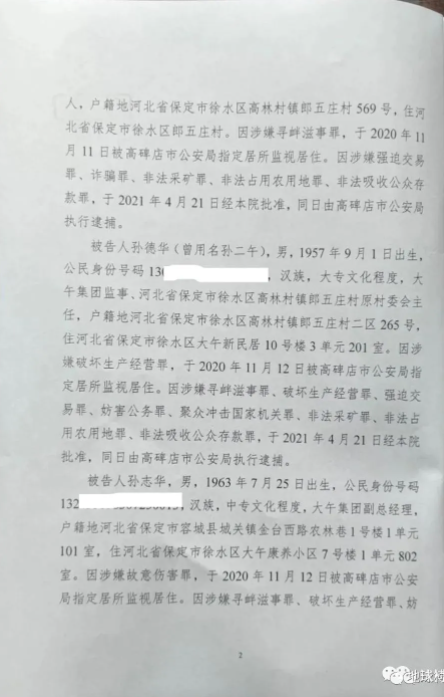 人，户籍地河北省保定市徐水区高林村镇郎五庄村 569 号，住河
北省保定市徐水区郎五庄村。因涉嫌寻衅滋事罪，于 2020 年 11
月 11 日被高碑店市公安局指定居所监视居住。因涉嫌强迫交易
罪、诈骗罪、非法采矿罪、非法占用农用地罪、非法吸收公众存
款罪，于 2021 年 4 月 21 日经本院批准，同日由高碑店市公安局
执行逮捕。
被告人孙德华（曾用名孙二午），男，1957 年 9 月 1 日出生，
公民身份号码 130，汉族，大专文化程度，大
午集团监事、河北省保定市徐水区高林村镇郎五庄村原村委会主
任，户籍地河北省保定市徐水区高林村镇郎五庄村二区 265 号，
住河北省保定市徐水区大午新民居 10 号楼 3 单元 201 室。因涉
嫌破坏生产经营罪，于 2020 年 11 月 12 日被高碑店市公安局指
定居所监视居住。因涉嫌寻衅滋事罪、破坏生产经营罪、强迫交
易罪、妨害公务罪、聚众冲击国家机关罪、非法采矿罪、非法占
用农用地罪、非法吸收公众存款罪，于 2021 年 4 月 21 日经本院
批准，同日由高碑店市公安局执行逮捕。
被告人孙志华，男，1963 年 7 月 25 日出生，公民身份号码
132，汉族，中专文化程度，大午集团副总经理，
户籍地河北省保定市容城县城关镇金台西路农林巷 1 号楼 1 单元
101 室，住河北省保定市徐水区大午康养小区 7 号楼 1 单元 802
室。因涉嫌故意伤害罪，于 2020 年 11 月 12 日被高碑店市公安
局指定居所监视居住。因涉嫌寻衅滋事罪、破坏生产经营罪、妨
2
地球村